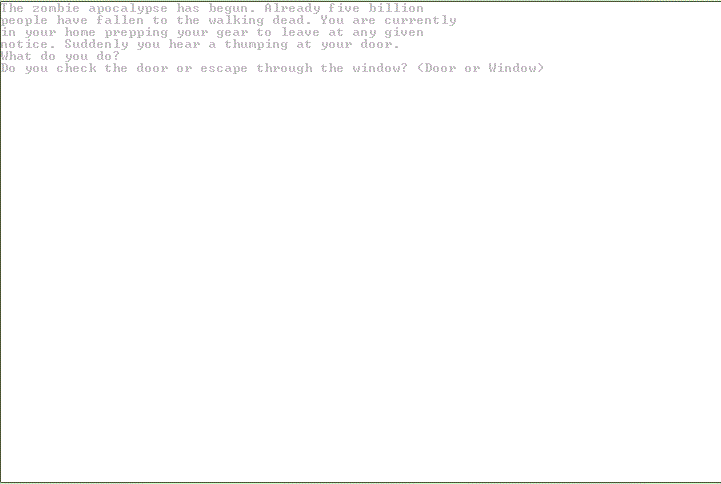 The zombie apocalypse has begun. Already five billion
people have fallen to the walking dead. You are currently
in your home prepping your gear to leave at any given
notice. Suddenly you hear a thumping at your door.
What do you do?
Do you check the door or escape through the window? (Door or Window)